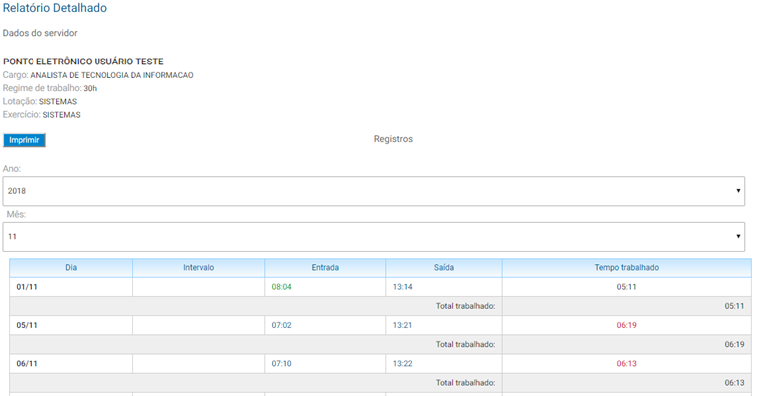 Relatório Detalhado
Dados do servidor
PONTO ELETRÔNICO USUÁRIO TESTE
Cargo: ANALISTA DE TECNOLOGIA DA INFORMACAO
Regime de trabalho: 30h
Lotação: SISTEMAS
Exercício: SISTEMAS
Imprimir
Registros
Ano:
2018
Mês:
11
Dia Intervalo Entrada Saída Tempo trabalhado
01/11 08:04 13:14 05:11
Total trabalhado: 05:11
05/11 07:02 13:21 06:19
Total trabalhado: 06:19
06/11 07:10 13:22 06:13
Total trabalhado: 06:13